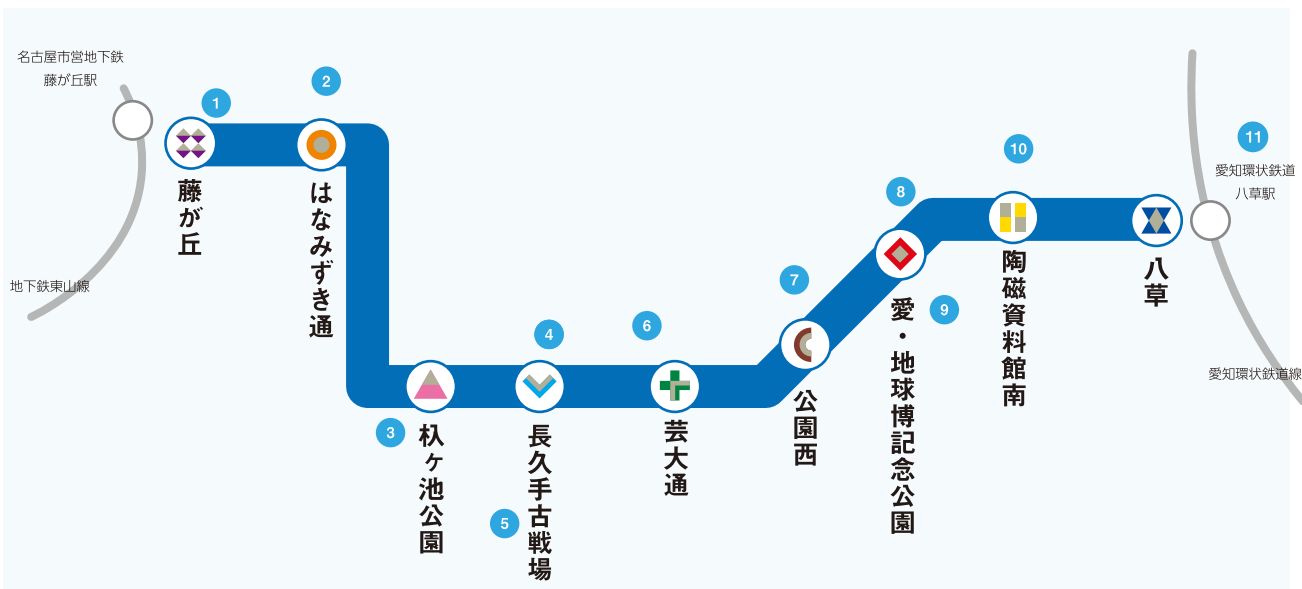 名古屋市営地下鉄
藤が丘駅
1
2
藤が丘
はなみずき通
地下鉄東山線
3
杁ヶ池公園
4
5
長久手古戦場
6
芸大通
7
公園西
8
9
愛・地球博記念公園
10
陶磁資料館南
八草
11
愛知環状鉄道
八草駅
愛知環状鉄道線